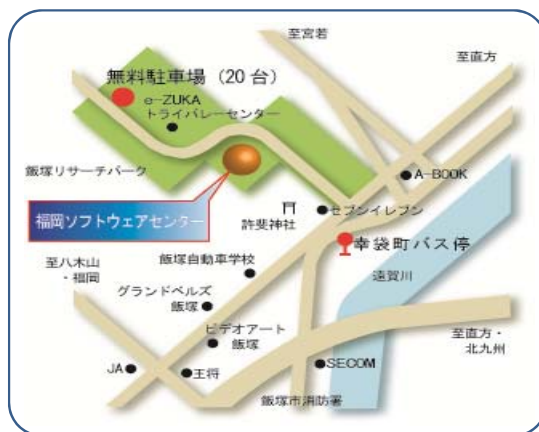 至宮若
至直方
無料駐車場（20台）
e-ZUKA
トライバレーセンター
飯塚リサーチパーク
A-BOOK
福岡ソフトウェアセンター
許斐神社
セブンイレブン
幸袋町バス停
至八木山
・福岡
飯塚自動車学校
遠賀川
グランドベルズ
飯塚
ビデオアート
飯塚
至直方・
北九州
JA
王将
SECOM
飯塚市消防署